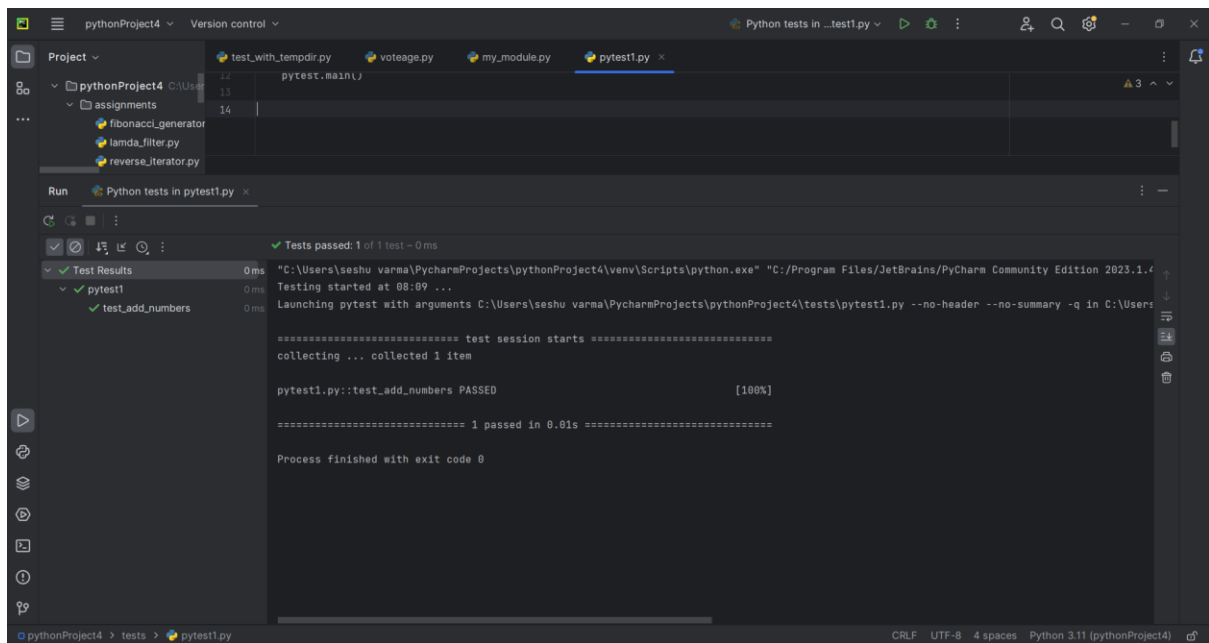 pythonProject4 Version control Python tests in ...test1.py
Project test_with_tempdir.py voteage.py my_module.py pytest1.py
12 pytest.main()
pythonProject4 C:\User 13 3
assignments 14
fibonacci_generator
lamda_filter.py
reverse_iterator.py
Run Python tests in pytest1.py
Tests passed: 1 of 1 test – 0 ms
Test Results 0 ms "C:\Users\seshu varma\PycharmProjects\pythonProject4\venv\Scripts\python.exe" "C:/Program Files/JetBrains/PyCharm Community Edition 2023.1.4
pytest1 0 ms Testing started at 08:09 ...
test_add_numbers 0 ms Launching pytest with arguments C:\Users\seshu varma\PycharmProjects\pythonProject4\tests\pytest1.py --no-header --no-summary -q in C:\Users
============================= test session starts =============================
collecting ... collected 1 item
pytest1.py::test_add_numbers PASSED [100%]
============================== 1 passed in 0.01s ==============================
Process finished with exit code 0
pythonProject4 > tests > pytest1.py CRLF UTF-8 4 spaces Python 3.11 (pythonProject4)